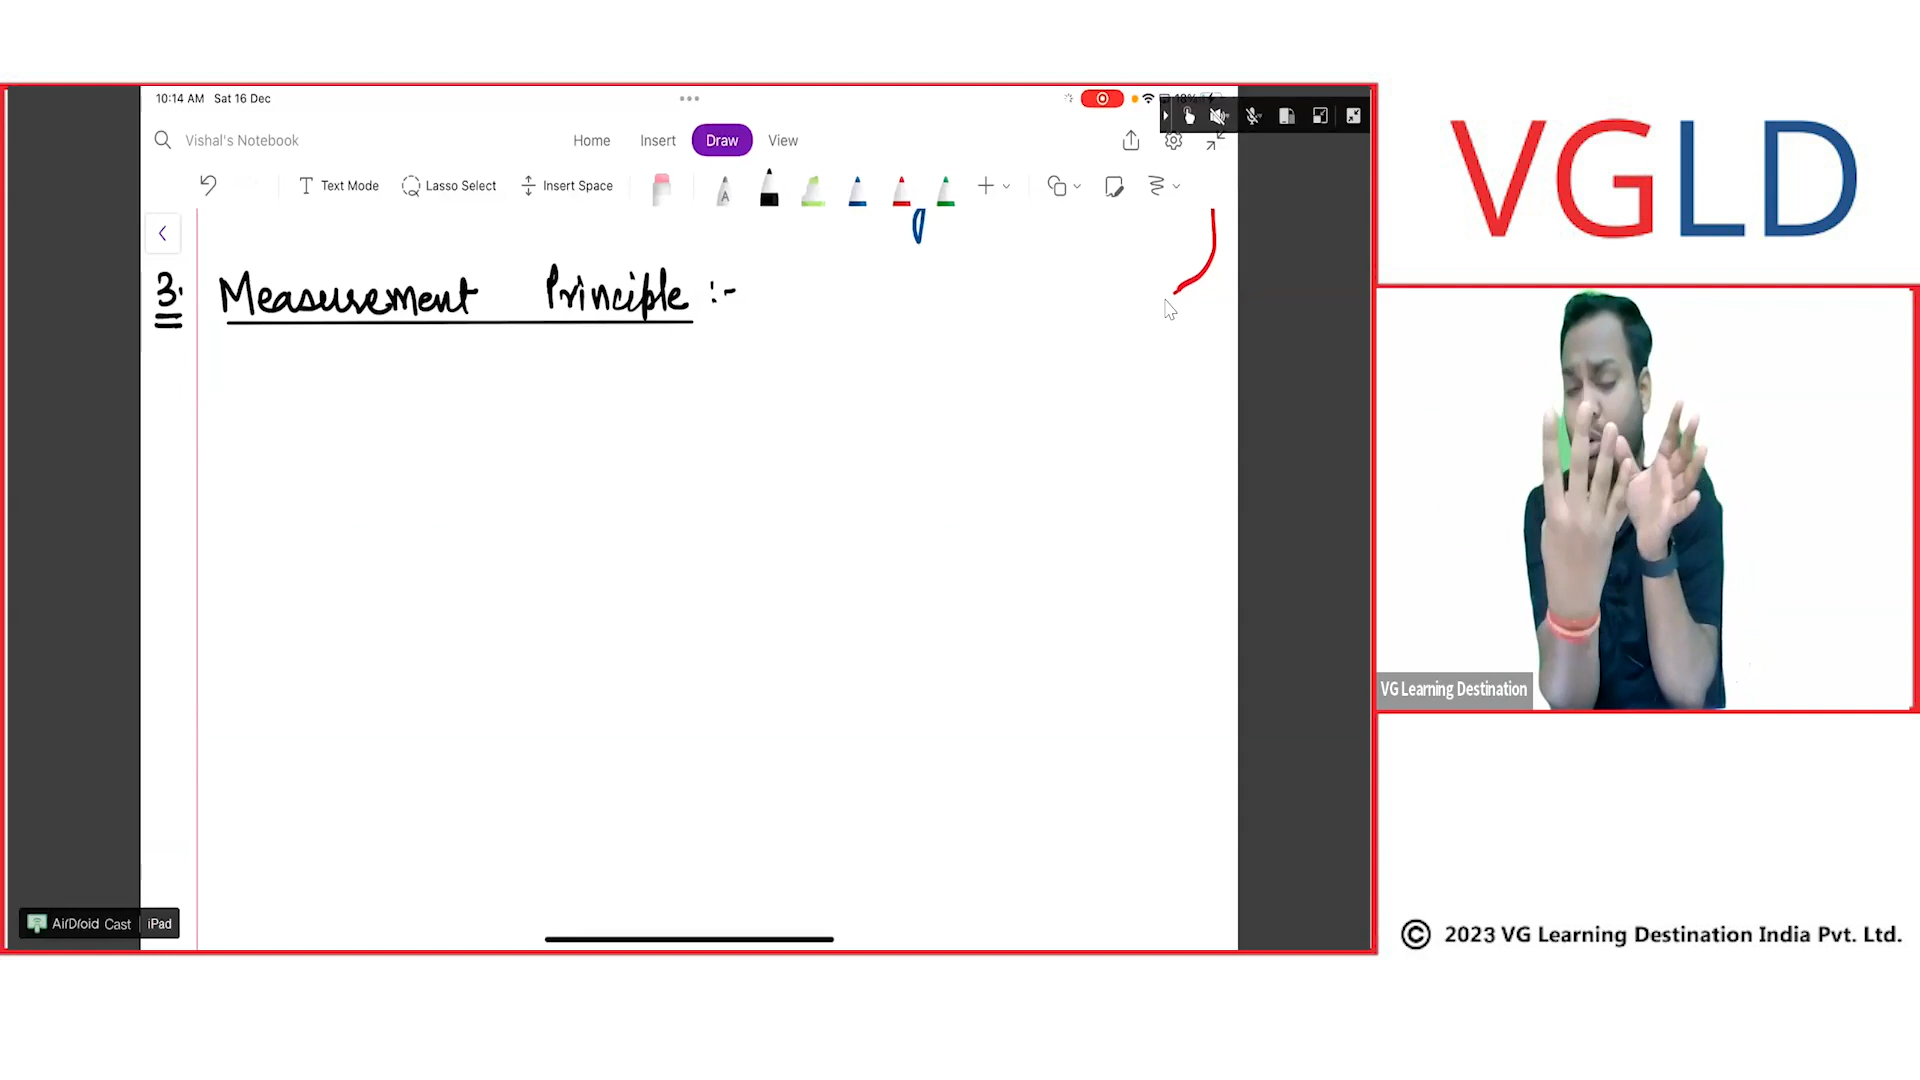 10:14 AM Sat 16 Dec
18%
VGLD
Vishal's Notebook
Home Insert Draw View
Text Mode Lasso Select Insert Space
A
3. Measurement Principle :-
VG Learning Destination
AirDroid Cast iPad
© 2023 VG Learning Destination India Pvt. Ltd.